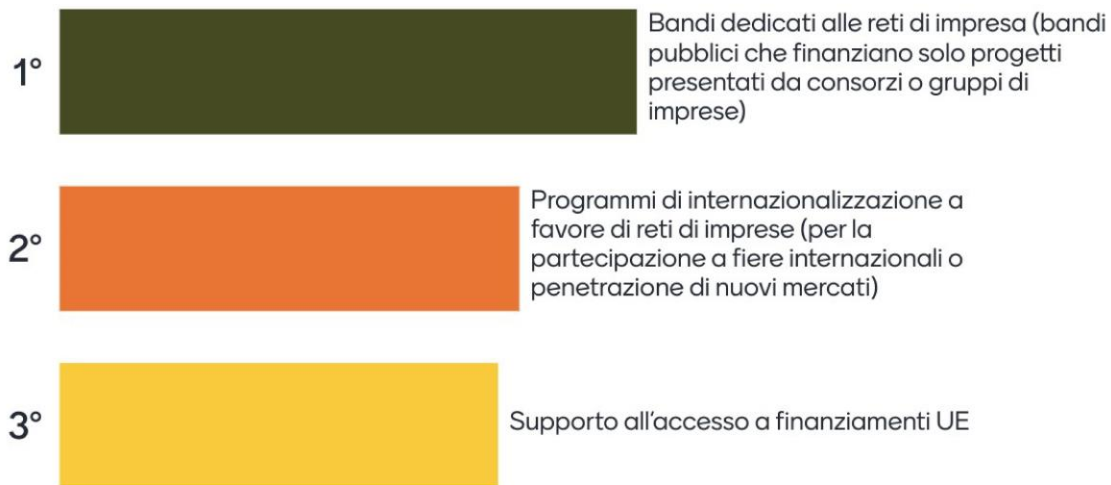 1°
Bandi dedicati alle reti di impresa (bandi
pubblici che finanziano solo progetti
presentati da consorzi o gruppi di
imprese)
2°
Programmi di internazionalizzazione a
favore di reti di imprese (per la
partecipazione a fiere internazionali o
penetrazione di nuovi mercati)
3°
Supporto all'accesso a finanziamenti UE